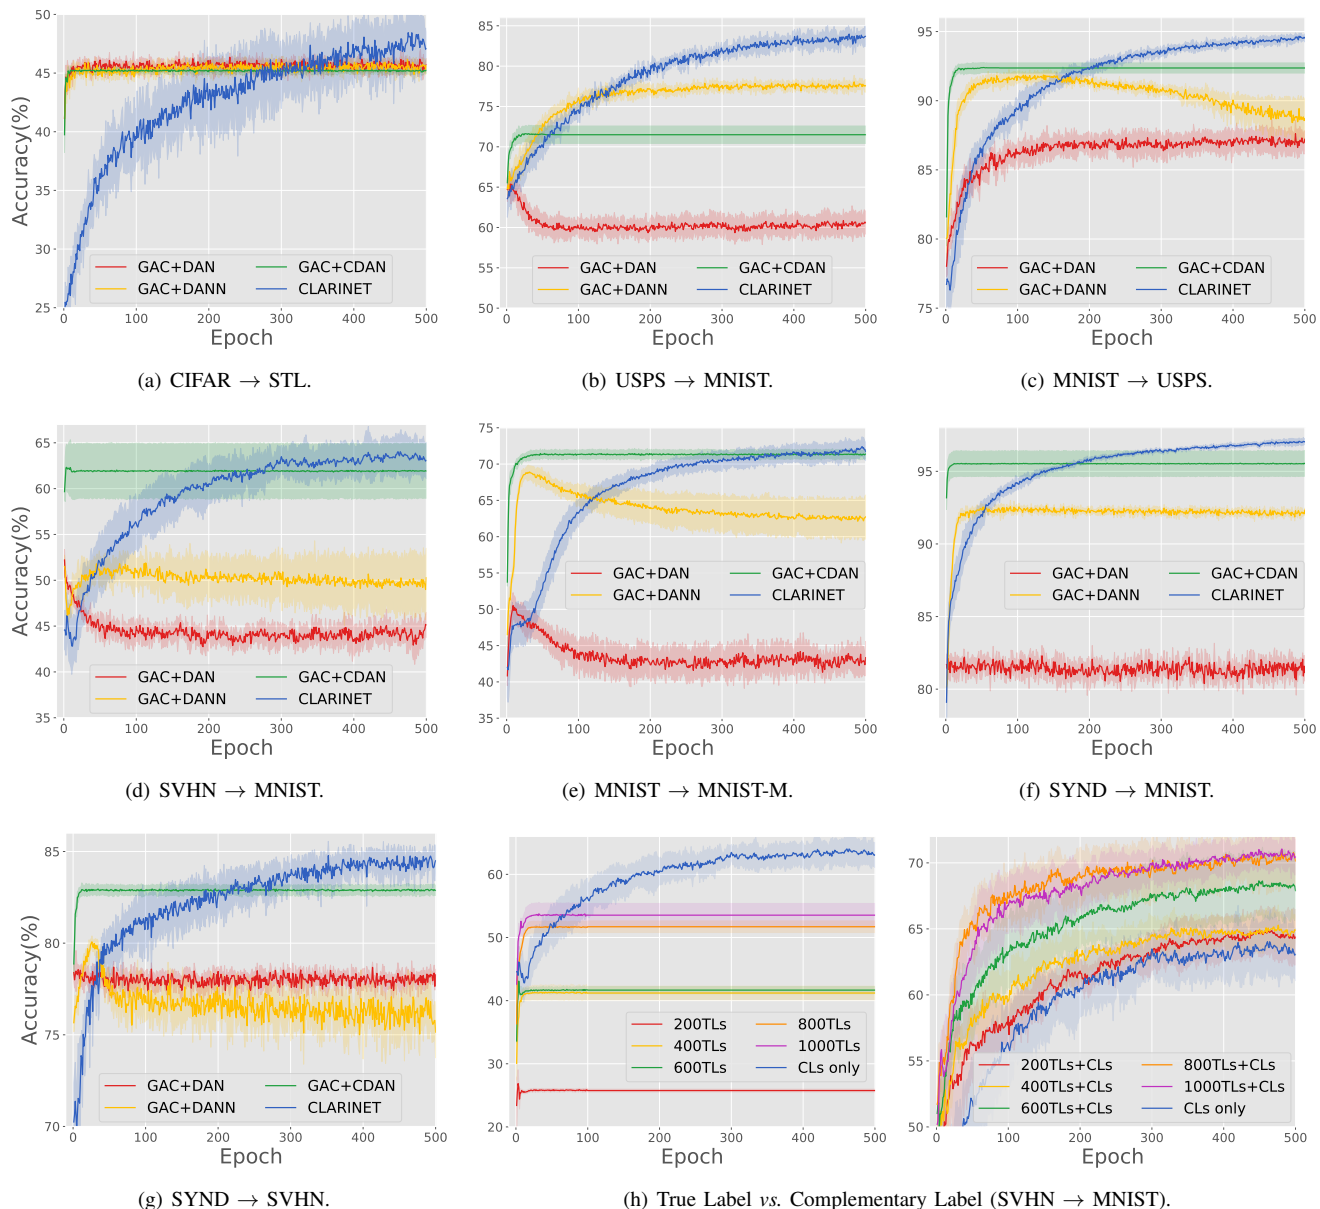 Accuracy(%)
50
45
40
35
30
25
GAC+DAN
GAC+DANN
GAC+CDAN
CLARINET
0 100 200 300 400 500
Epoch
(a) CIFAR → STL.
85
80
75
70
65
60
55
50
GAC+DAN
GAC+DANN
GAC+CDAN
CLARINET
0 100 200 300 400 500
Epoch
(b) USPS → MNIST.
95
90
85
80
75
GAC+DAN
GAC+DANN
GAC+CDAN
CLARINET
0 100 200 300 400 500
Epoch
(c) MNIST → USPS.
Accuracy(%)
65
60
55
50
45
40
35
GAC+DAN
GAC+DANN
GAC+CDAN
CLARINET
0 100 200 300 400 500
Epoch
(d) SVHN → MNIST.
75
70
65
60
55
50
45
40
35
GAC+DAN
GAC+DANN
GAC+CDAN
CLARINET
0 100 200 300 400 500
Epoch
(e) MNIST → MNIST-M.
95
90
85
80
GAC+DAN
GAC+DANN
GAC+CDAN
CLARINET
0 100 200 300 400 500
Epoch
(f) SYND → MNIST.
Accuracy(%)
85
80
75
70
GAC+DAN
GAC+DANN
GAC+CDAN
CLARINET
0 100 200 300 400 500
Epoch
(g) SYND → SVHN.
60
50
40
30
20
200TLs
400TLs
600TLs
800TLs
1000TLs
CLs only
0 100 200 300 400 500
Epoch
70
65
60
55
50
200TLs+CLs
400TLs+CLs
600TLs+CLs
800TLs+CLs
1000TLs+CLs
CLs only
0 100 200 300 400 500
Epoch
(h) True Label vs. Complementary Label (SVHN → MNIST).